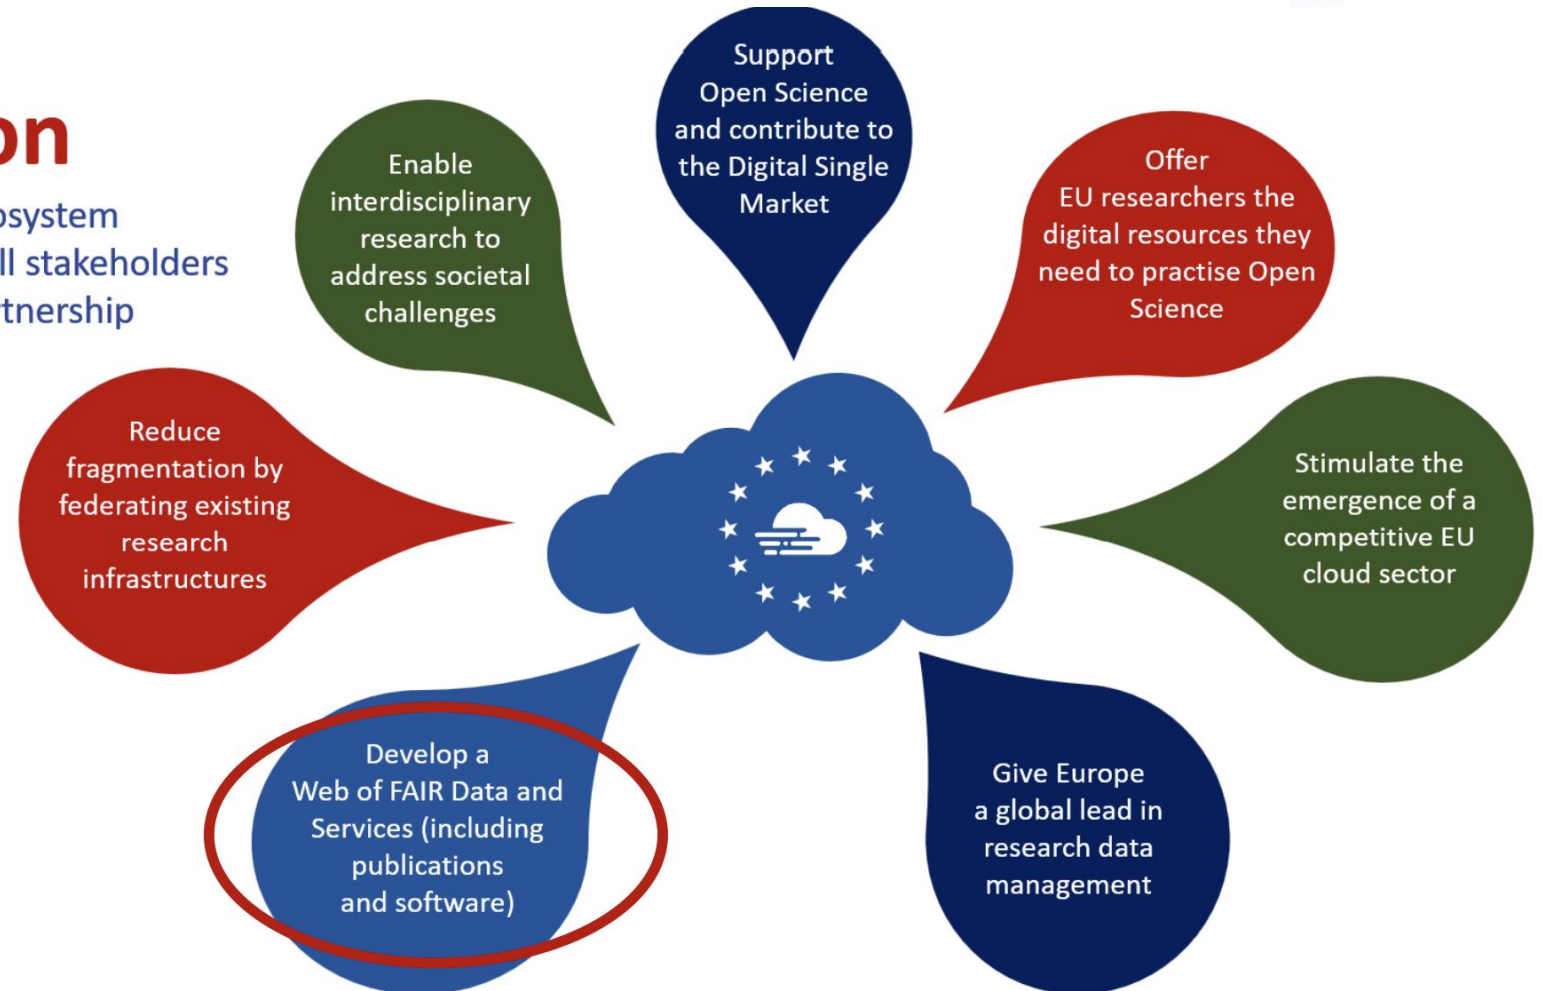 on
osystem
ll stakeholders
rtnership
Support
Open Science
and contribute to
the Digital Single
Market
Enable
interdisciplinary
research to
address societal
challenges
Offer
EU researchers the
digital resources they
need to practise Open
Science
Reduce
fragmentation by
federating existing
research
infrastructures
Stimulate the
emergence of a
competitive EU
cloud sector
Develop a
Web of FAIR Data and
Services (including
publications
and software)
Give Europe
a global lead in
research data
management